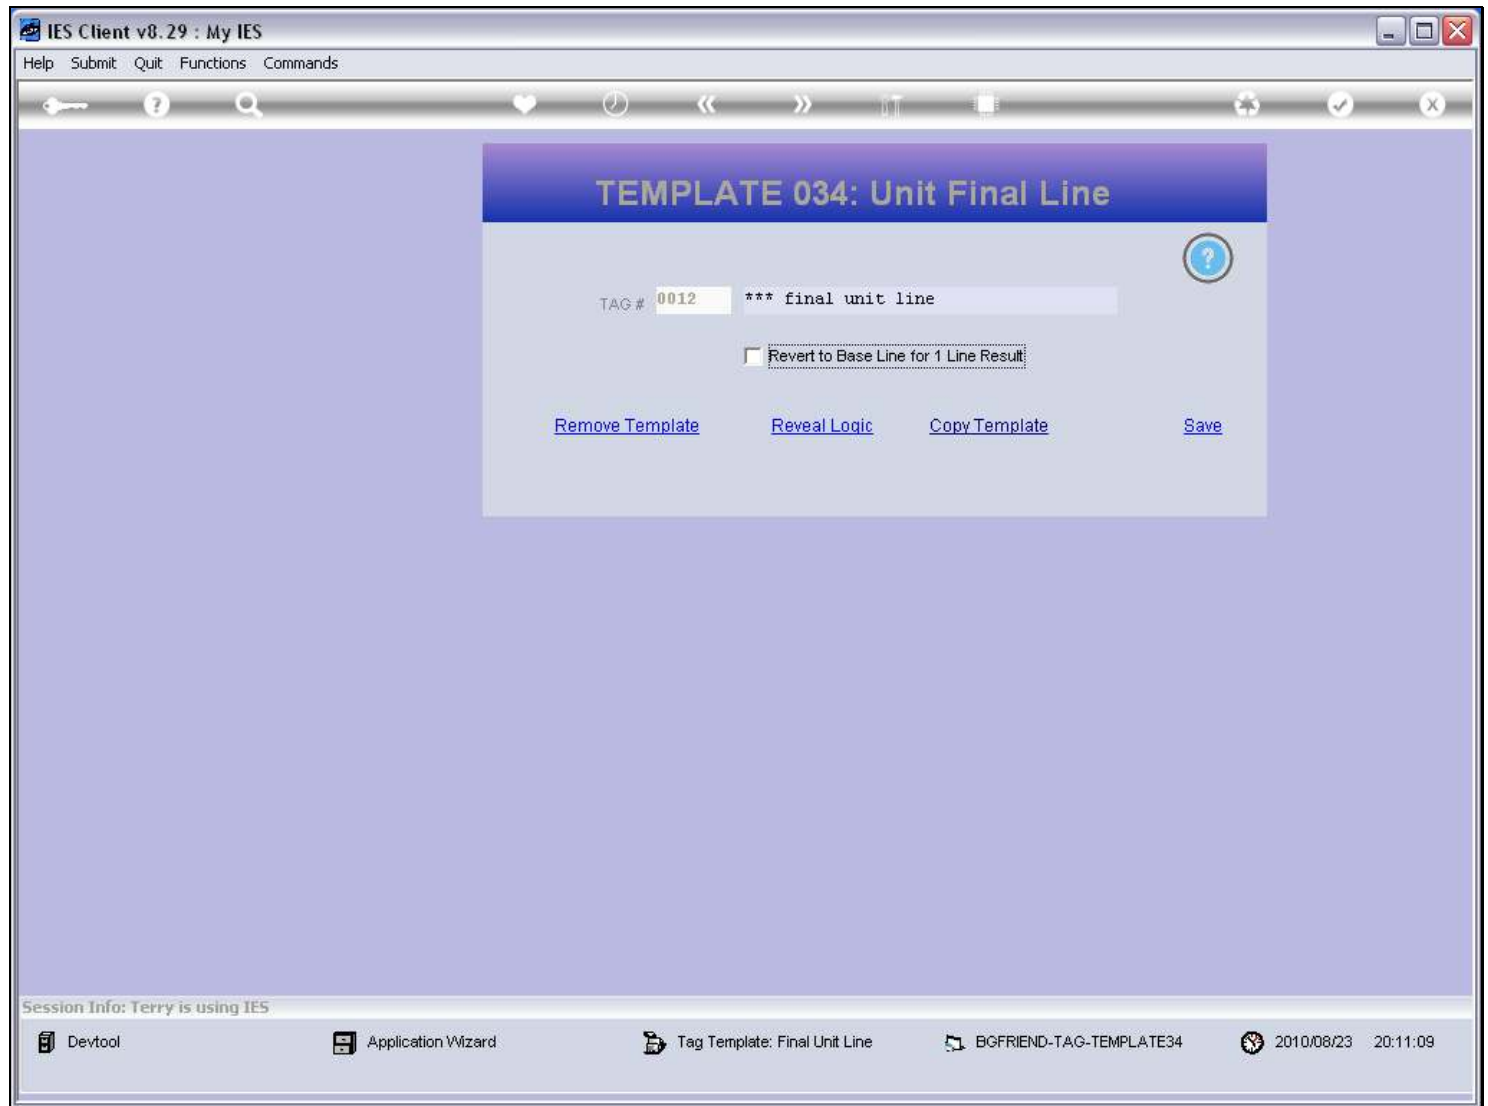 IES Client v8.29 : My IES
Help Submit Quit Functions Commands
TEMPLATE 034: Unit Final Line
TAG # 0012 *** final unit line
Revert to Base Line for 1 Line Result
Remove Template Reveal Logic Copy Template Save
Session Info: Terry is using IES
Devtool Application Wizard Tag Template: Final Unit Line BGFRIEND-TAG-TEMPLATE34 2010/08/23 20:11:09